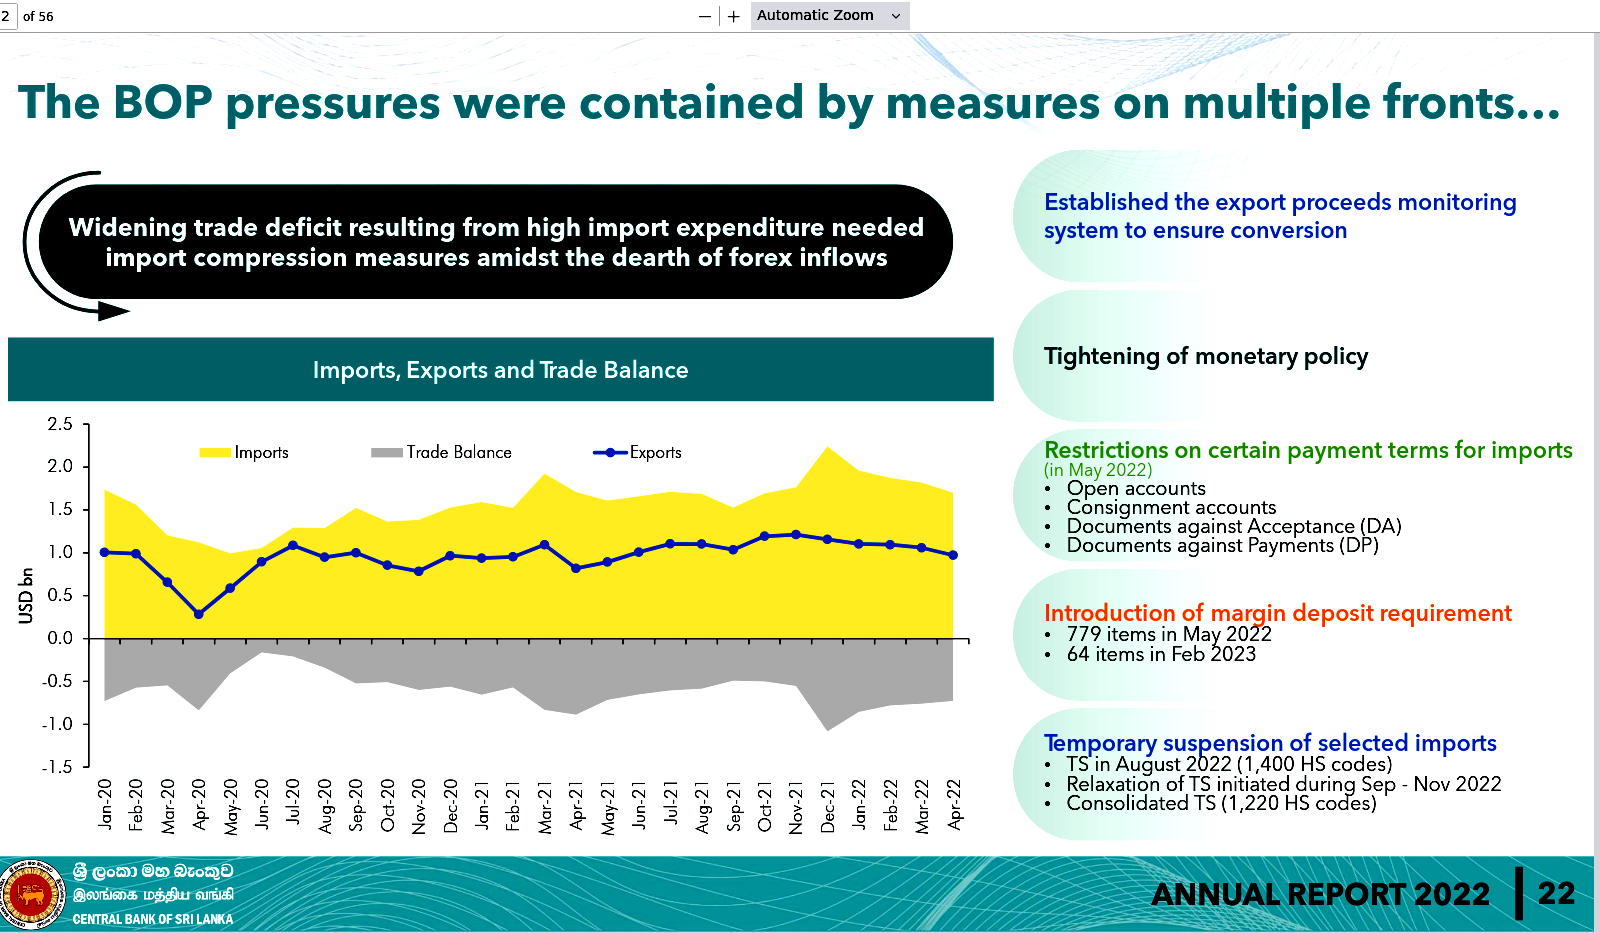 2 of 56
− + Automatic Zoom
The BOP pressures were contained by measures on multiple fronts...
Widening trade deficit resulting from high import expenditure needed
import compression measures amidst the dearth of forex inflows
Imports, Exports and Trade Balance
Imports Trade Balance Exports
USD bn
2.5
2.0
1.5
1.0
0.5
0.0
-0.5
-1.0
-1.5
Jan-20
Feb-20
Mar-20
Apr-20
May-20
Jun-20
Jul-20
Aug-20
Sep-20
Oct-20
Nov-20
Dec-20
Jan-21
Feb-21
Mar-21
Apr-21
May-21
Jun-21
Jul-21
Aug-21
Sep-21
Oct-21
Nov-21
Dec-21
Jan-22
Feb-22
Mar-22
Apr-22
Established the export proceeds monitoring
system to ensure conversion
Tightening of monetary policy
Restrictions on certain payment terms for imports
(in May 2022)
• Open accounts
• Consignment accounts
• Documents against Acceptance (DA)
• Documents against Payments (DP)
Introduction of margin deposit requirement
• 779 items in May 2022
• 64 items in Feb 2023
Temporary suspension of selected imports
• TS in August 2022 (1,400 HS codes)
• Relaxation of TS initiated during Sep - Nov 2022
• Consolidated TS (1,220 HS codes)
ශ්‍රී ලංකා මහ බැංකුව
இலங்கை மத்திய வங்கி
CENTRAL BANK OF SRI LANKA
ANNUAL REPORT 2022 22